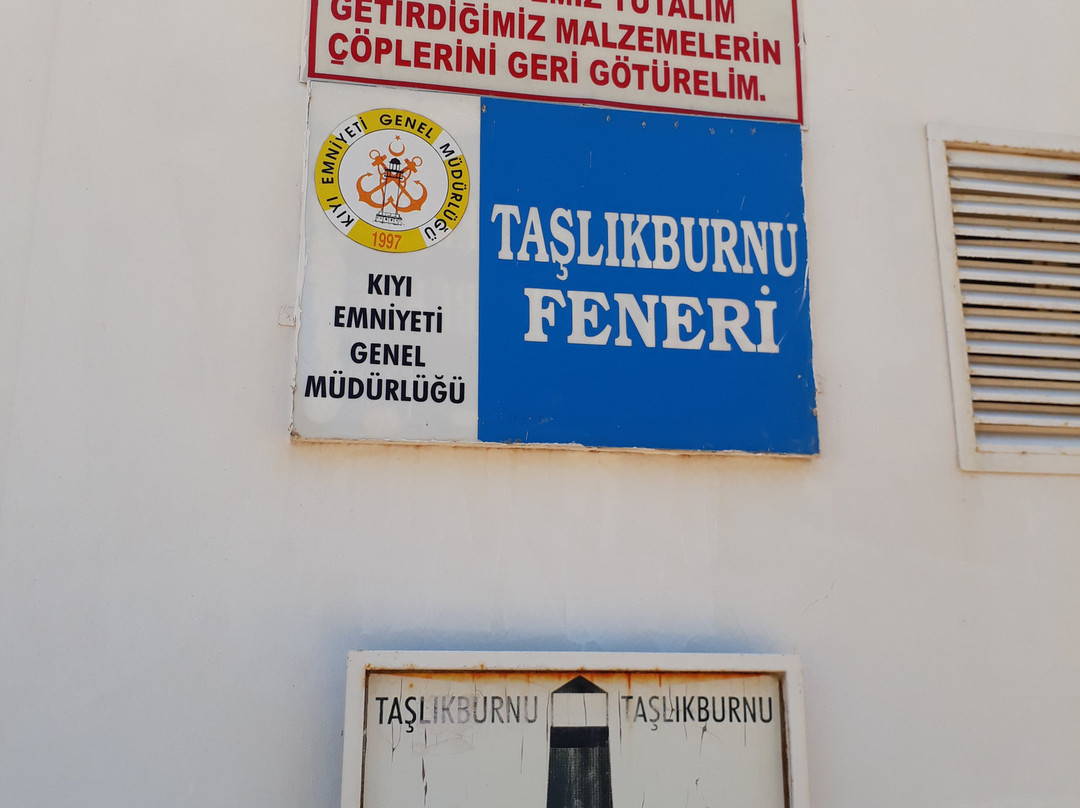 TUTALIM
GETİRDİĞİMİZ MALZEMELERİN
ÇÖPLERİNİ GERİ GÖTÜRELİM.
KIYI EMNİYETİ GENEL MÜDÜRLÜĞÜ
1997
KIYI
EMNİYETİ
GENEL
MÜDÜRLÜĞÜ
TAŞLIKBURNU
FENERİ
TAŞLIKBURNU TAŞLIKBURNU